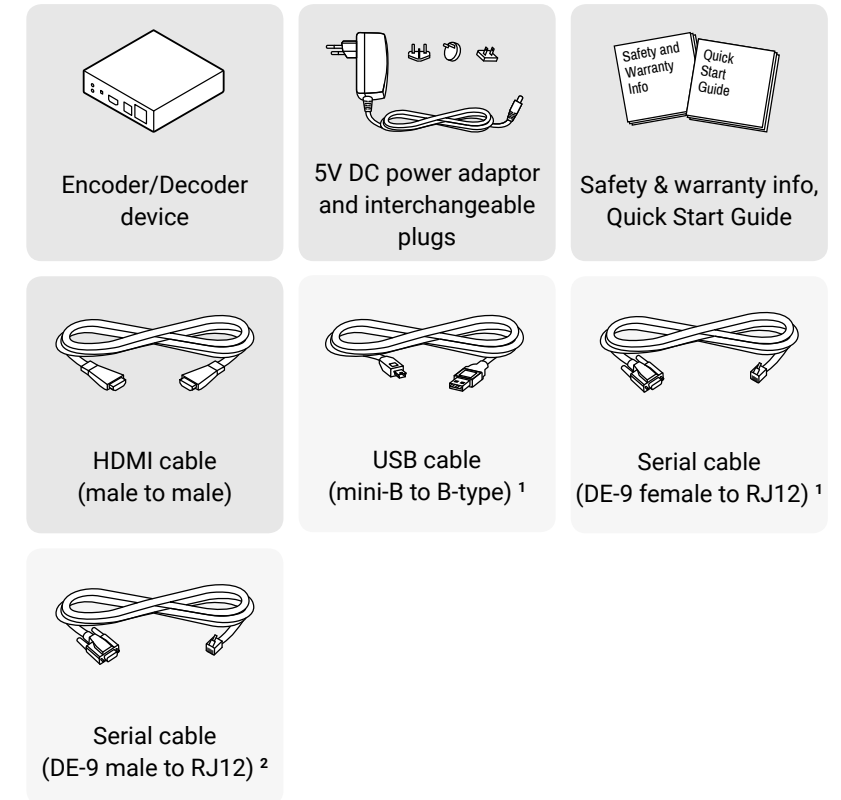 Safety and
Warranty
Info
Quick
Start
Guide
Encoder/Decoder
device
5V DC power adaptor
and interchangeable
plugs
Safety & warranty info,
Quick Start Guide
HDMI cable
(male to male)
USB cable
(mini-B to B-type) ¹
Serial cable
(DE-9 female to RJ12) ¹
Serial cable
(DE-9 male to RJ12) ²